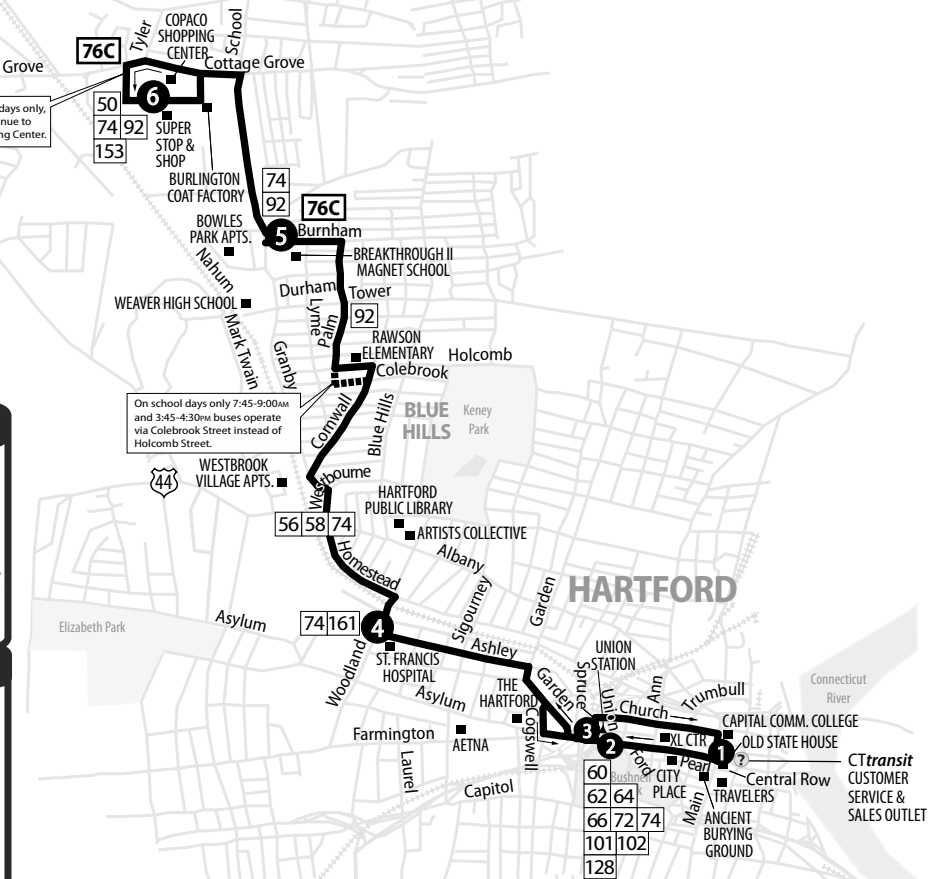 COPACO
SHOPPING
CENTER
Tyler
School
76C
Grove
Cottage Grove
days only,
nue to
ng Center.
6
50
74 92
153
SUPER
STOP &
SHOP
BURLINGTON
COAT FACTORY
74
92
76C
BOWLES
PARK APTS.
5
Burnham
BREAKTHROUGH II
MAGNET SCHOOL
Nahum
Durham
Tower
WEAVER HIGH SCHOOL
Lyme
Palm
92
Mark Twain
Granby
RAWSON
ELEMENTARY
Holcomb
Colebrook
On school days only 7:45-9:00AM
and 3:45-4:30PM buses operate
via Colebrook Street instead of
Holcomb Street.
Cornwall
Blue Hills
BLUE
HILLS
Keney
Park
44
WESTBROOK
VILLAGE APTS.
Westbourne
HARTFORD
PUBLIC LIBRARY
ARTISTS COLLECTIVE
56 58 74
Albany
Homestead
Sigourney
Garden
HARTFORD
Elizabeth Park
Asylum
74 161
4
Ashley
ST. FRANCIS
HOSPITAL
Woodland
UNION
STATION
Spruce
Union
Ann
Trumbull
Connecticut
River
Garden
Church
THE
HARTFORD
Asylum
Cogswell
Farmington
AETNA
Laurel
Capitol
3
2
XL CTR
CAPITAL COMM. COLLEGE
1
OLD STATE HOUSE
?
Pearl
Ford
CITY
PLACE
Central Row
TRAVELERS
Main
ANCIENT
BURYING
GROUND
CTtransit
CUSTOMER
SERVICE &
SALES OUTLET
Bushnell
60
62 64
66 72 74
101 102
128